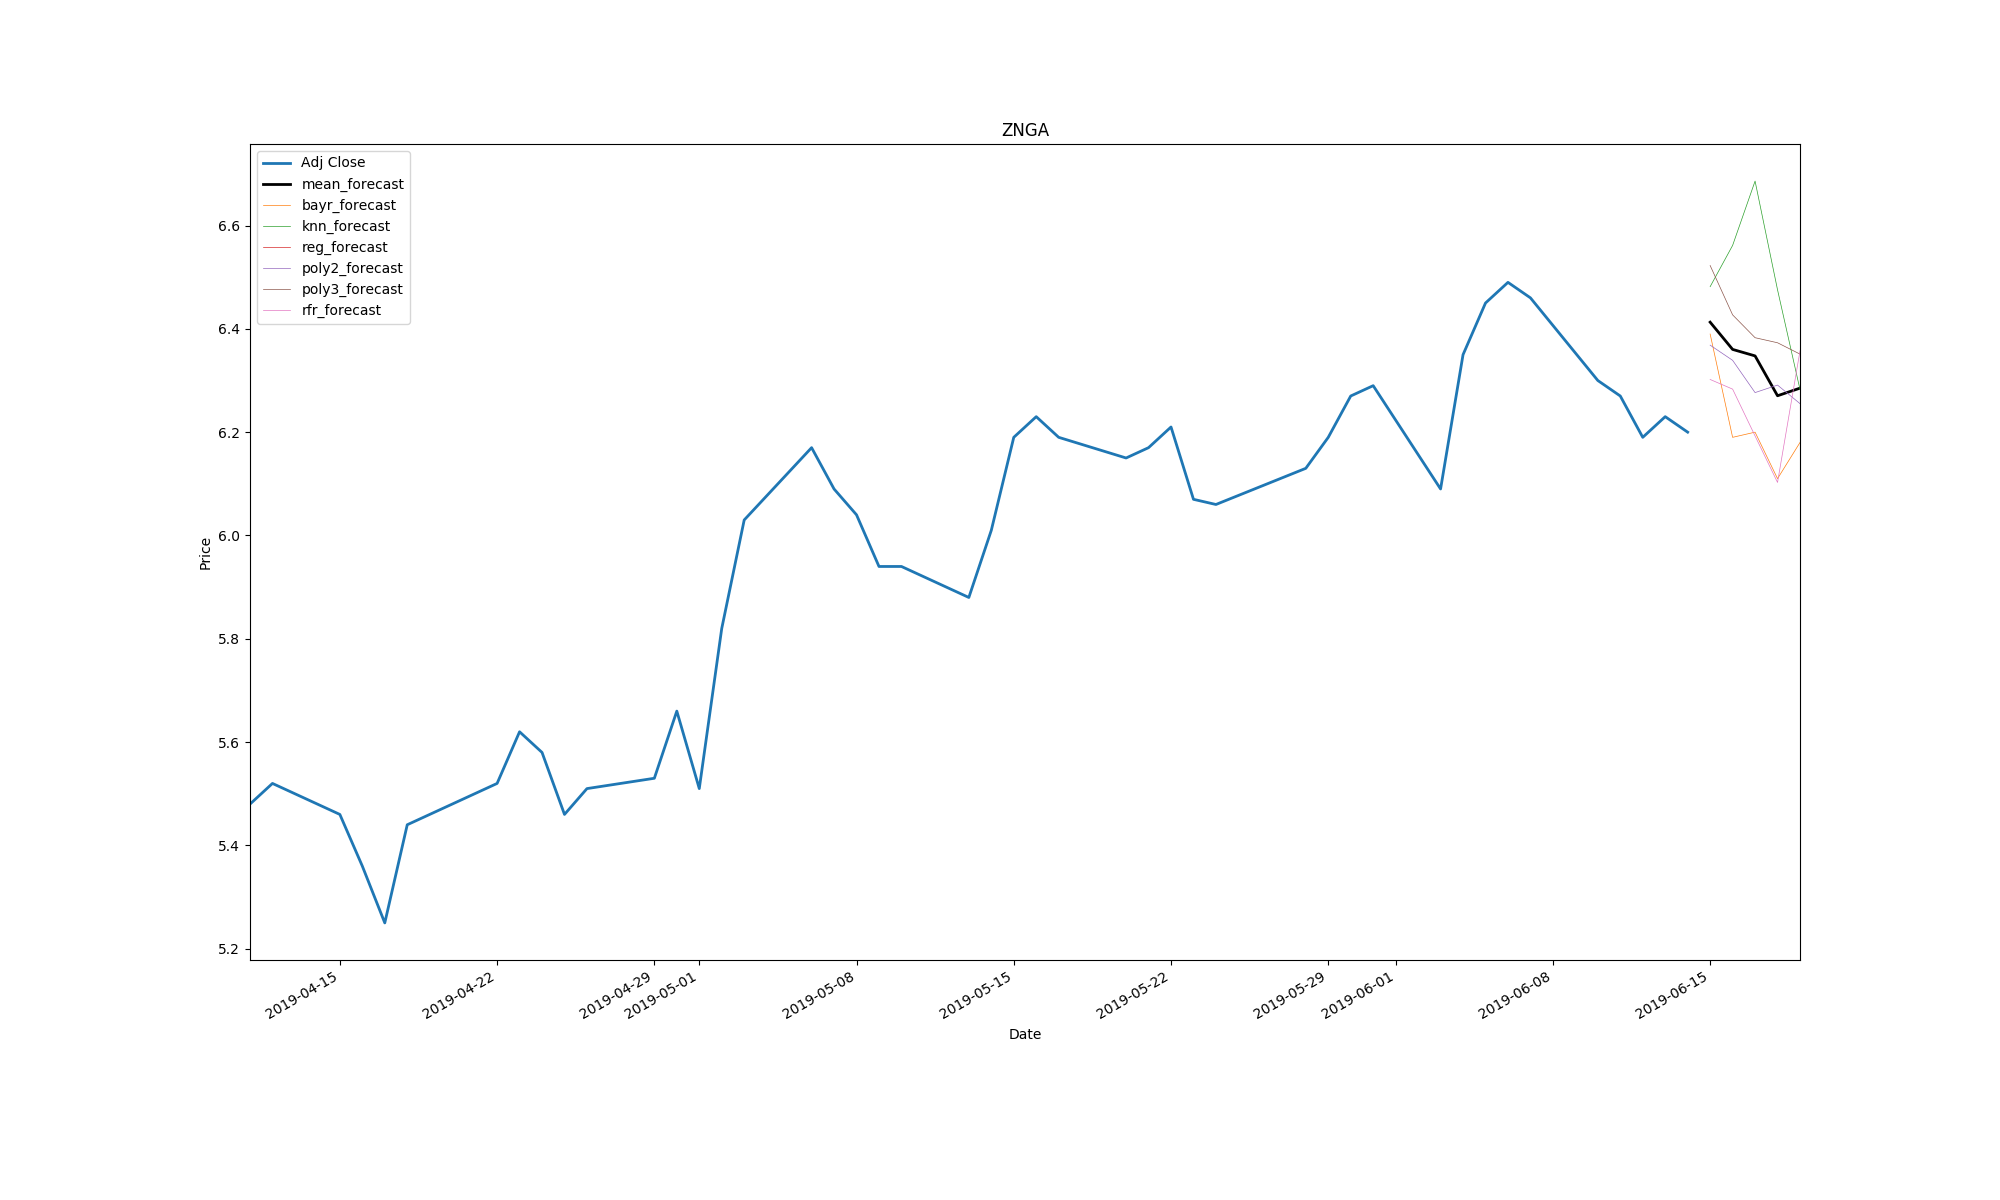 ZNGA
Adj Close
mean_forecast
bayr_forecast
knn_forecast
reg_forecast
poly2_forecast
poly3_forecast
rfr_forecast
Price
6.6
6.4
6.2
6.0
5.8
5.6
5.4
5.2
2019-04-15
2019-04-22
2019-04-29
2019-05-01
2019-05-08
2019-05-15
2019-05-22
2019-05-29
2019-06-01
2019-06-08
2019-06-15
Date